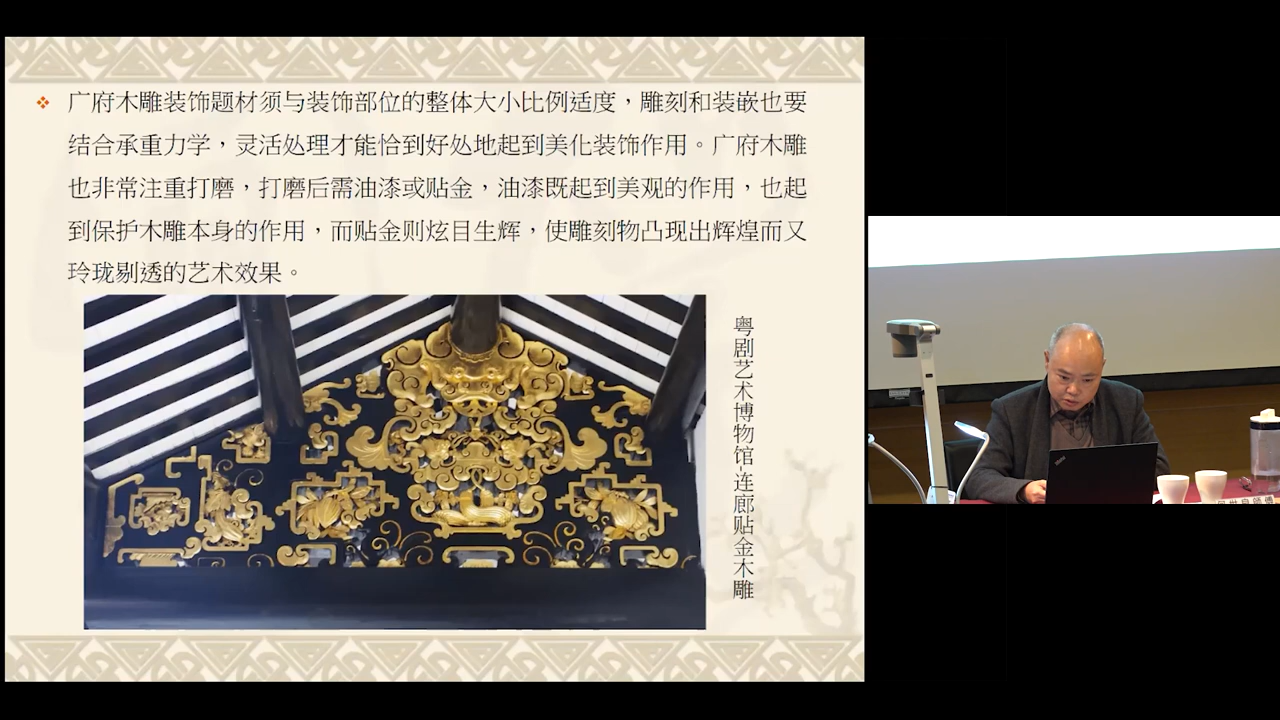 广府木雕装饰题材须与装饰部位的整体大小比例适度，雕刻和装嵌也要
结合承重力学，灵活处理才能恰到好处地起到美化装饰作用。广府木雕
也非常注重打磨，打磨后需油漆或贴金，油漆既起到美观的作用，也起
到保护木雕本身的作用，而贴金则炫目生辉，使雕刻物凸现出辉煌而又
玲珑剔透的艺术效果。
粤剧艺术博物馆-连廊贴金木雕